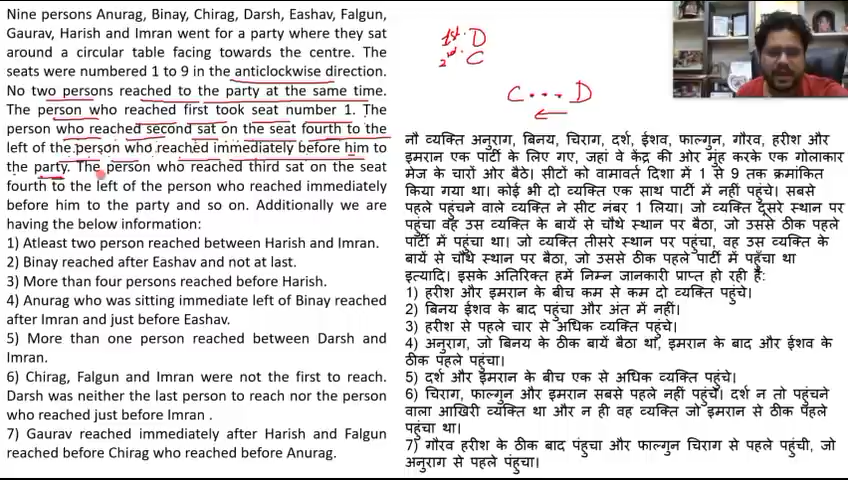 Nine persons Anurag, Binay, Chirag, Darsh, Eashav, Falgun,
Gaurav, Harish and Imran went for a party where they sat
around a circular table facing towards the centre. The
seats were numbered 1 to 9 in the anticlockwise direction.
No two persons reached to the party at the same time.
The person who reached first took seat number 1. The
person who reached second sat on the seat fourth to the
left of the person who reached immediately before him to
the party. The person who reached third sat on the seat
fourth to the left of the person who reached immediately
before him to the party and so on. Additionally we are
having the below information:
1) Atleast two person reached between Harish and Imran.
2) Binay reached after Eashav and not at last.
3) More than four persons reached before Harish.
4) Anurag who was sitting immediate left of Binay reached
after Imran and just before Eashav.
5) More than one person reached between Darsh and
Imran.
6) Chirag, Falgun and Imran were not the first to reach.
Darsh was neither the last person to reach nor the person
who reached just before Imran .
7) Gaurav reached immediately after Harish and Falgun
reached before Chirag who reached before Anurag.
1st. D
2nd. C
C • • • D
नौ व्यक्ति अनुराग, बिनय, चिराग, दर्श, ईशव, फाल्गुन, गौरव, हरीश और
इमरान एक पार्टी के लिए गए, जहां वे केंद्र की ओर मुंह करके एक गोलाकार
मेज के चारों ओर बैठे। सीटों को वामावर्त दिशा में 1 से 9 तक क्रमांकित
किया गया था। कोई भी दो व्यक्ति एक साथ पार्टी में नहीं पहुंचे। सबसे
पहले पहुंचने वाले व्यक्ति ने सीट नंबर 1 लिया। जो व्यक्ति दूसरे स्थान पर
पहुंचा वह उस व्यक्ति के बायें से चौथे स्थान पर बैठा, जो उससे ठीक पहले
पार्टी में पहुंचा था। जो व्यक्ति तीसरे स्थान पर पहुंचा, वह उस व्यक्ति के
बायें से चौथे स्थान पर बैठा, जो उससे ठीक पहले पार्टी में पहुँचा था
इत्यादि। इसके अतिरिक्त हमें निम्न जानकारी प्राप्त हो रही है:
1) हरीश और इमरान के बीच कम से कम दो व्यक्ति पहुंचे।
2) बिनय ईशव के बाद पहुंचा और अंत में नहीं।
3) हरीश से पहले चार से अधिक व्यक्ति पहुंचे।
4) अनुराग, जो बिनय के ठीक बायें बैठा था, इमरान के बाद और ईशव के
ठीक पहले पहुंचा।
5) दर्श और इमरान के बीच एक से अधिक व्यक्ति पहुंचे।
6) चिराग, फाल्गुन और इमरान सबसे पहले नहीं पहुंचे। दर्श न तो पहुंचने
वाला आखिरी व्यक्ति था और न ही वह व्यक्ति जो इमरान से ठीक पहले
पहुंचा था।
7) गौरव हरीश के ठीक बाद पंहुचा और फाल्गुन चिराग से पहले पहुंची, जो
अनुराग से पहले पंहुचा।